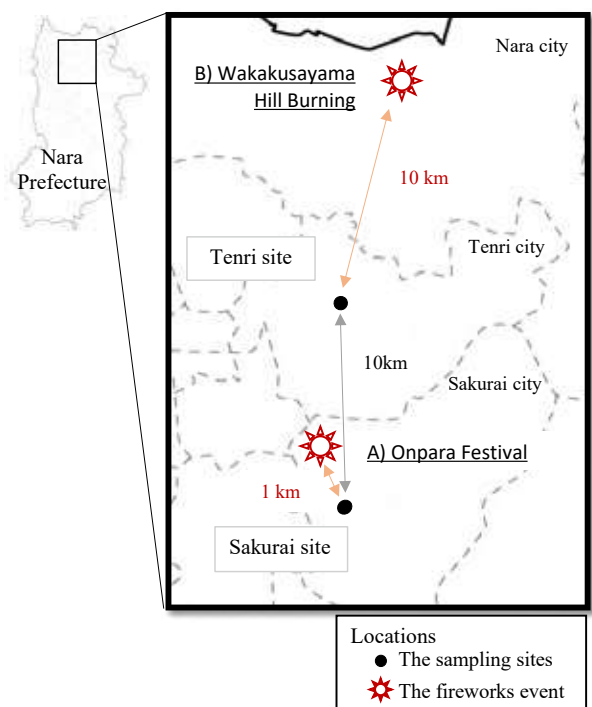 Nara city
B) Wakakusayama
Hill Burning
Nara
Prefecture
10 km
Tenri site
Tenri city
10km
Sakurai city
A) Onpara Festival
1 km
Sakurai site
Locations
The sampling sites
The fireworks event